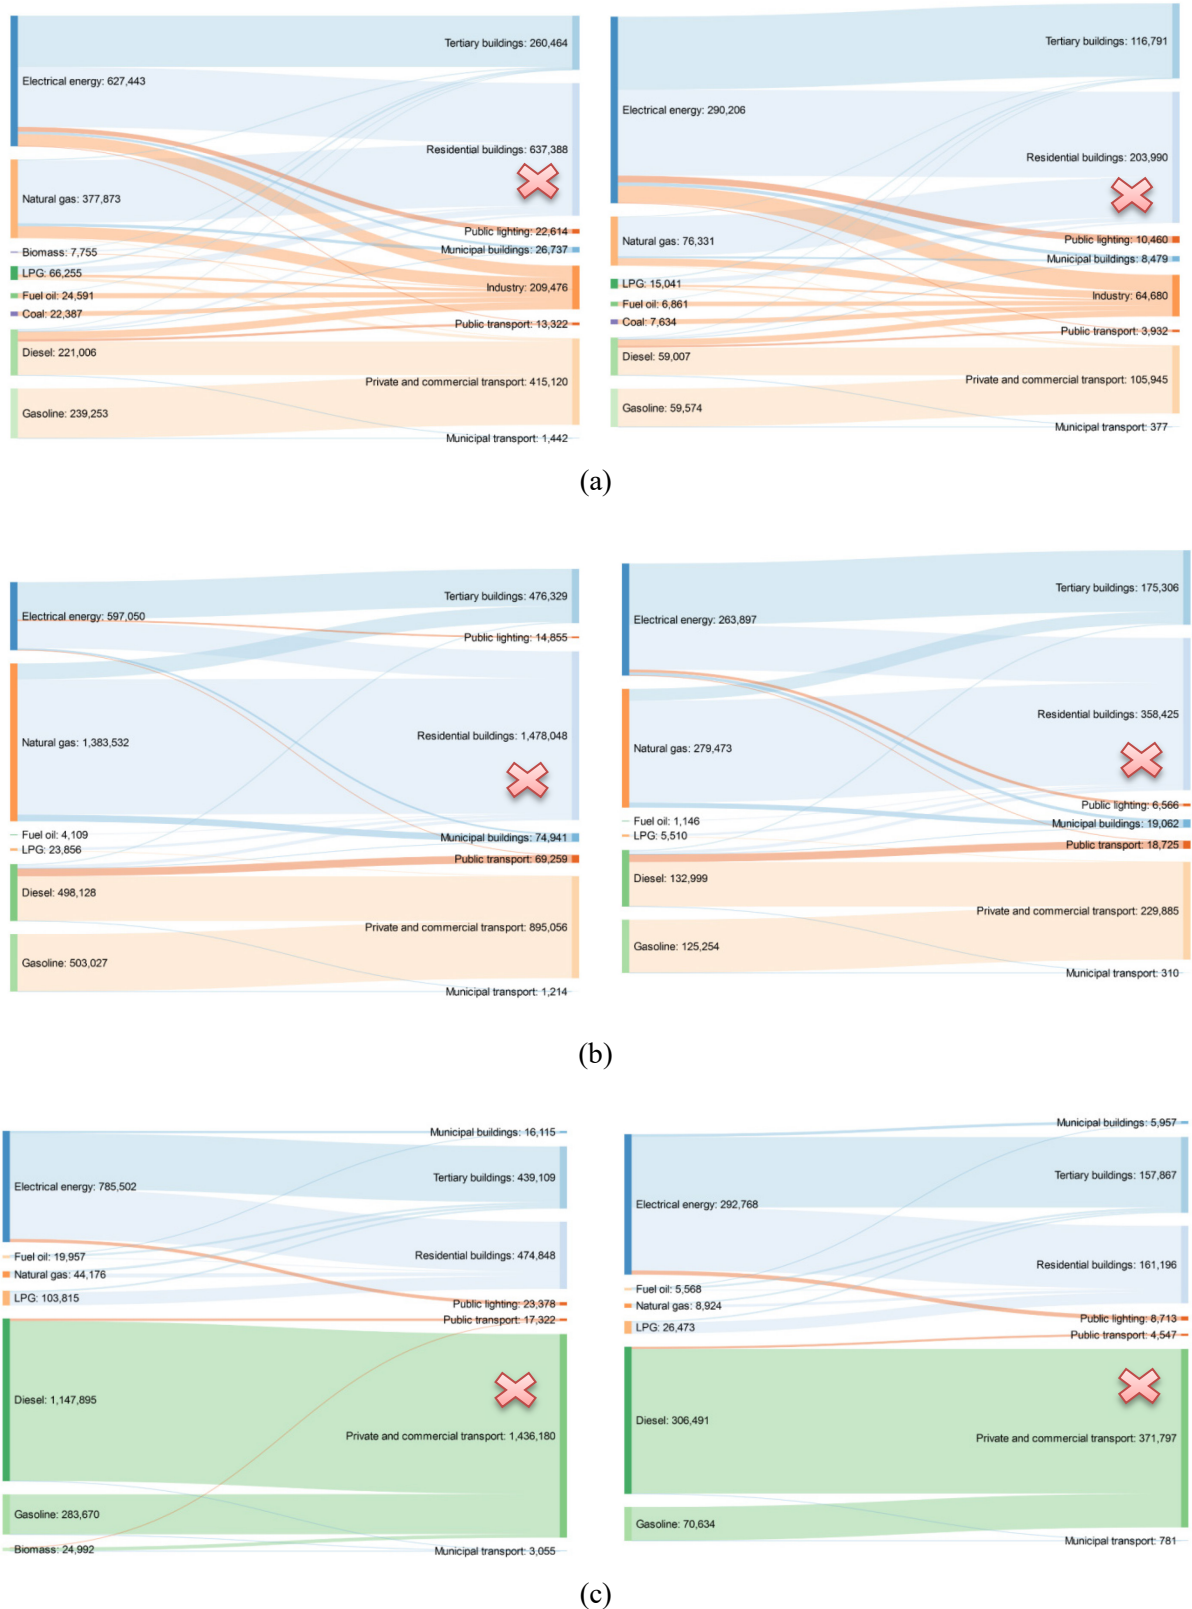 Tertiary buildings: 260,464
Electrical energy: 627,443
Residential buildings: 637,388
Natural gas: 377,873
Public lighting: 22,614
Municipal buildings: 26,737
Biomass: 7,755
LPG: 66,255
Industry: 209,476
Fuel oil: 24,591
Coal: 22,387
Public transport: 13,322
Diesel: 221,006
Private and commercial transport: 415,120
Gasoline: 239,253
Municipal transport: 1,442
Tertiary buildings: 116,791
Electrical energy: 290,206
Residential buildings: 203,990
Natural gas: 76,331
Public lighting: 10,460
Municipal buildings: 8,479
LPG: 15,041
Industry: 64,680
Fuel oil: 6,861
Coal: 7,634
Public transport: 3,932
Diesel: 59,007
Private and commercial transport: 105,945
Gasoline: 59,574
Municipal transport: 377
(a)
Tertiary buildings: 476,329
Electrical energy: 597,050
Public lighting: 14,855
Residential buildings: 1,478,048
Natural gas: 1,383,532
Fuel oil: 4,109
Municipal buildings: 74,941
LPG: 23,856
Public transport: 69,259
Diesel: 498,128
Private and commercial transport: 895,056
Gasoline: 503,027
Municipal transport: 1,214
Tertiary buildings: 175,306
Electrical energy: 263,897
Residential buildings: 358,425
Natural gas: 279,473
Public lighting: 6,566
Fuel oil: 1,146
Municipal buildings: 19,062
LPG: 5,510
Public transport: 18,725
Diesel: 132,999
Private and commercial transport: 229,885
Gasoline: 125,254
Municipal transport: 310
(b)
Municipal buildings: 16,115
Tertiary buildings: 439,109
Electrical energy: 785,502
Residential buildings: 474,848
Fuel oil: 19,957
Natural gas: 44,176
LPG: 103,815
Public lighting: 23,378
Public transport: 17,322
Diesel: 1,147,895
Private and commercial transport: 1,436,180
Gasoline: 283,670
Biomass: 24,992
Municipal transport: 3,055
Municipal buildings: 5,957
Tertiary buildings: 157,867
Electrical energy: 292,768
Residential buildings: 161,196
Fuel oil: 5,568
Natural gas: 8,924
Public lighting: 8,713
LPG: 26,473
Public transport: 4,547
Diesel: 306,491
Private and commercial transport: 371,797
Gasoline: 70,634
Municipal transport: 781
(c)